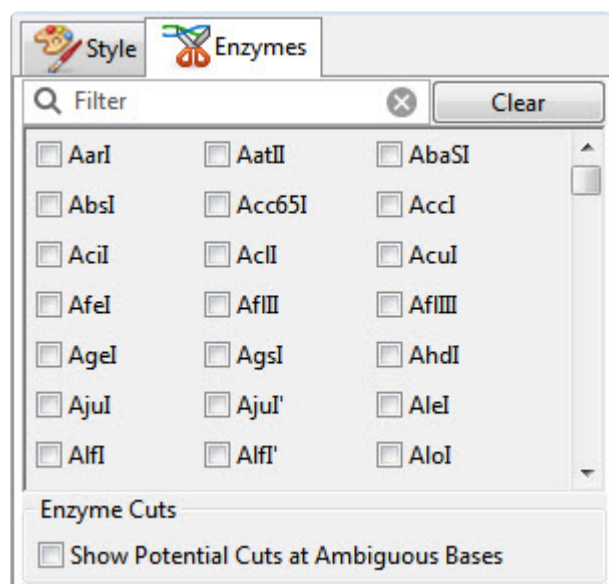 Style Enzymes
Filter Clear
AarI AatII AbaSI
AbsI Acc65I AccI
AciI AclI AcuI
AfeI AflII AflIII
AgeI AgsI AhdI
AjuI AjuI' AleI
AlfI AlfI' AloI
Enzyme Cuts
Show Potential Cuts at Ambiguous Bases